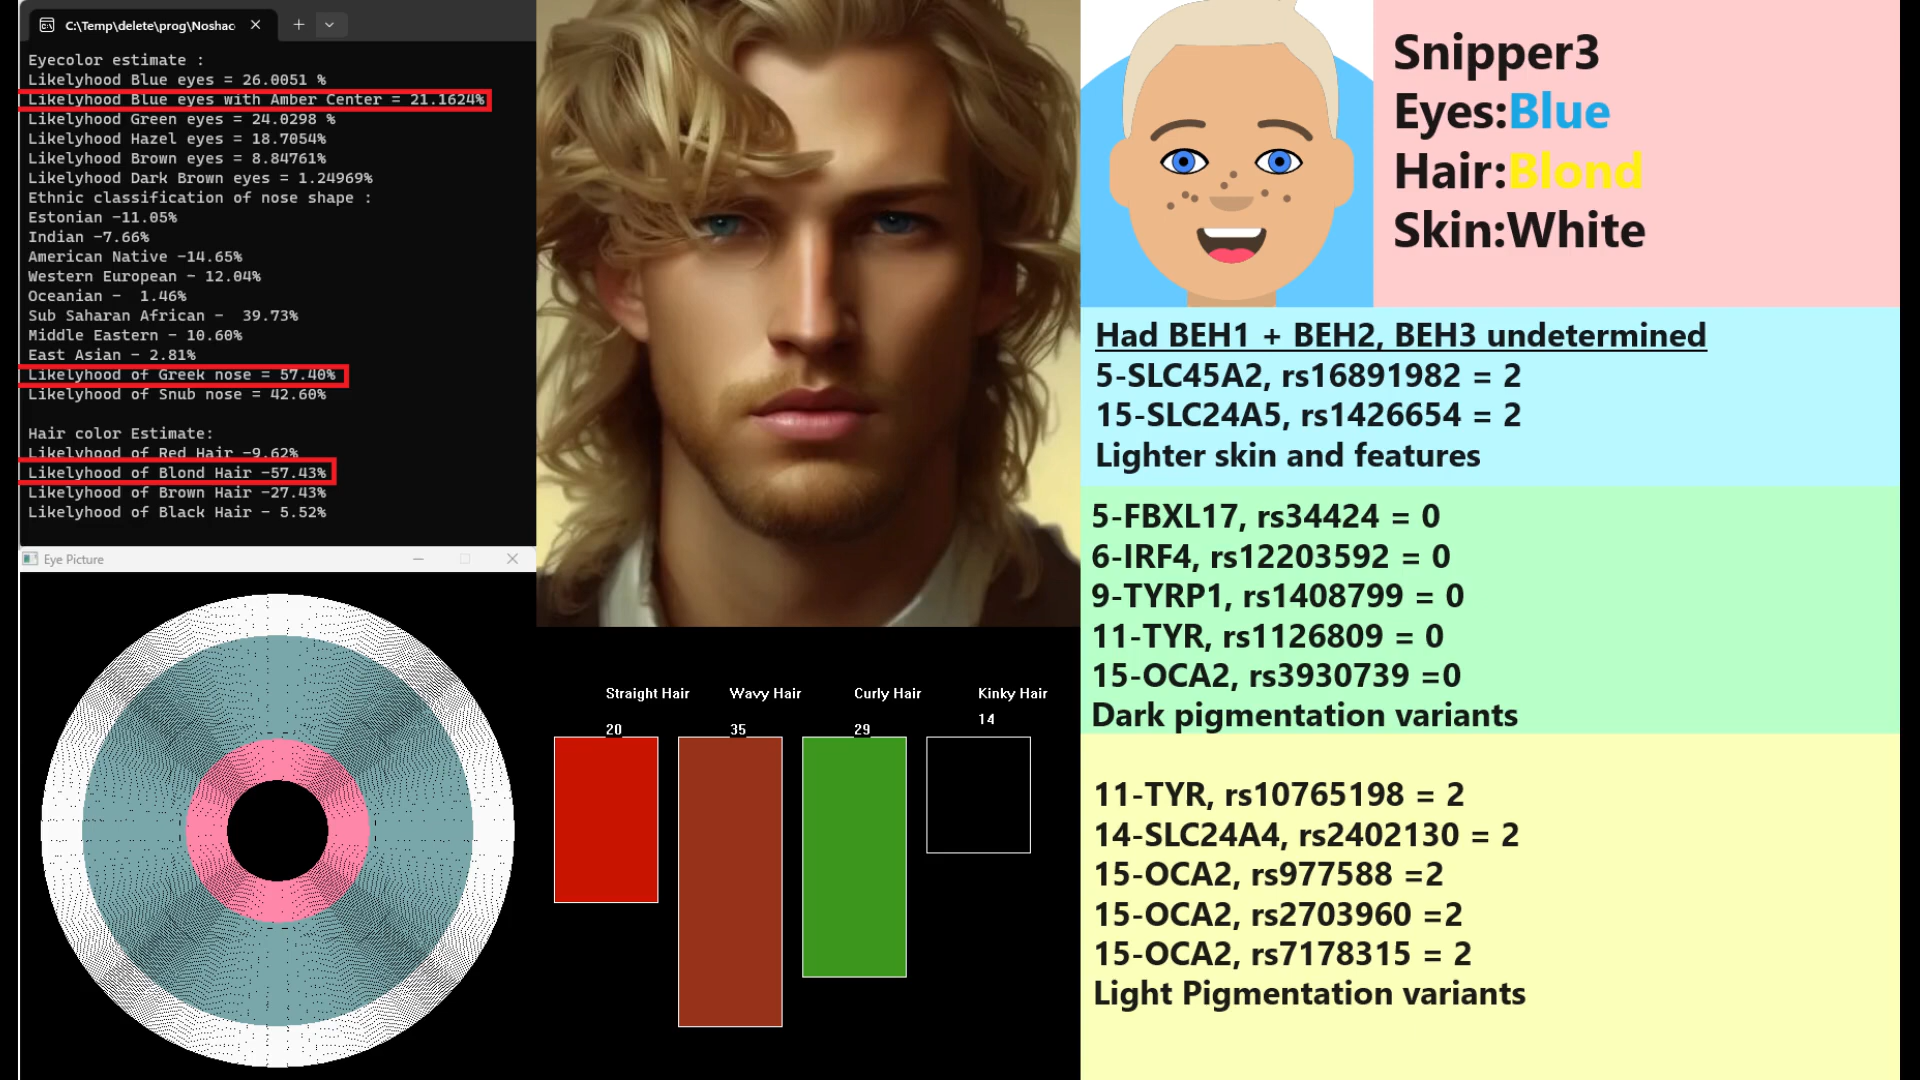 C:\Temp\delete\prog\Noshac
Eyecolor estimate :
Likelyhood Blue eyes = 26.0051 %
Likelyhood Blue eyes with Amber Center = 21.1624%
Likelyhood Green eyes = 24.0298 %
Likelyhood Hazel eyes = 18.7054%
Likelyhood Brown eyes = 8.84761%
Likelyhood Dark Brown eyes = 1.24969%
Ethnic classification of nose shape :
Estonian -11.05%
Indian -7.66%
American Native -14.65%
Western European - 12.04%
Oceanian -  1.46%
Sub Saharan African -  39.73%
Middle Eastern - 10.60%
East Asian - 2.81%
Likelyhood of Greek nose = 57.40%
Likelyhood of Snub nose = 42.60%
Hair color Estimate:
Likelyhood of Red Hair -9.62%
Likelyhood of Blond Hair -57.43%
Likelyhood of Brown Hair -27.43%
Likelyhood of Black Hair - 5.52%
Eye Picture
Straight Hair Wavy Hair Curly Hair Kinky Hair
20 35 29 14
Snipper3
Eyes:Blue
Hair:Blond
Skin:White
Had BEH1 + BEH2, BEH3 undetermined
5-SLC45A2, rs16891982 = 2
15-SLC24A5, rs1426654 = 2
Lighter skin and features
5-FBXL17, rs34424 = 0
6-IRF4, rs12203592 = 0
9-TYRP1, rs1408799 = 0
11-TYR, rs1126809 = 0
15-OCA2, rs3930739 =0
Dark pigmentation variants
11-TYR, rs10765198 = 2
14-SLC24A4, rs2402130 = 2
15-OCA2, rs977588 =2
15-OCA2, rs2703960 =2
15-OCA2, rs7178315 = 2
Light Pigmentation variants